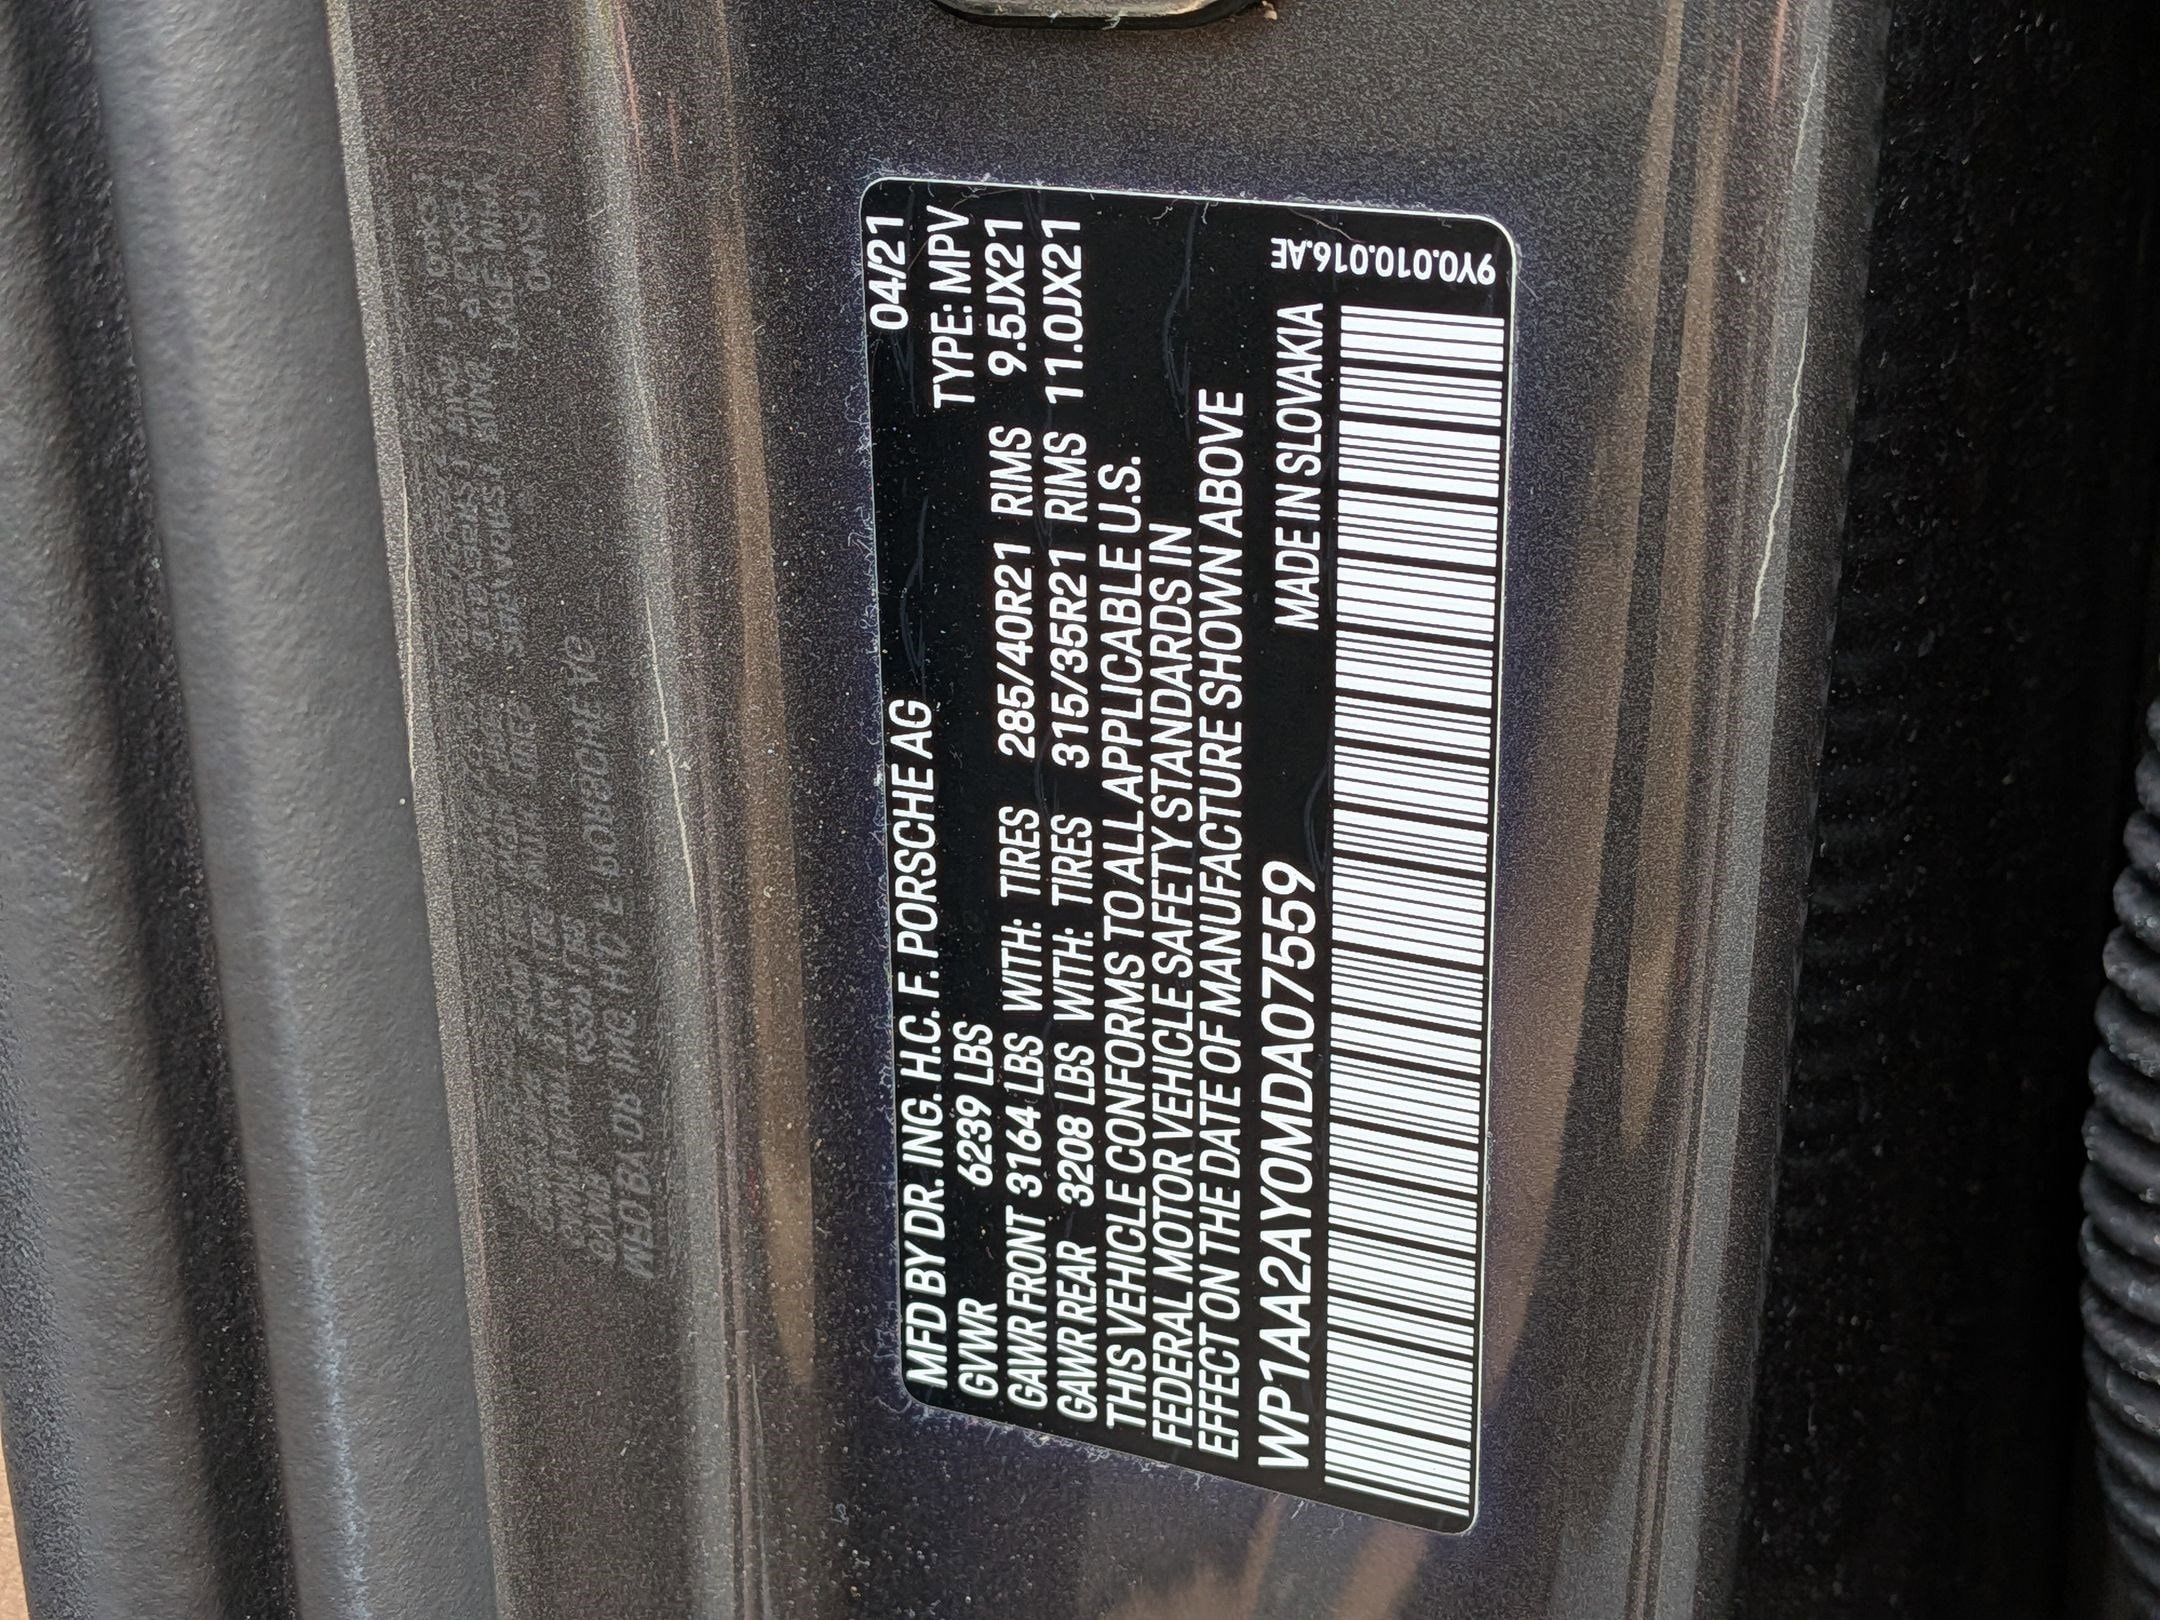 MFD BY DR. ING. H.C. F. PORSCHE AG 04/21
GVWR 6239 LBS TYPE: MPV
GAWR FRONT 3164 LBS WITH: TIRES 285/40R21 RIMS 9.5JX21
GAWR REAR 3208 LBS WITH: TIRES 315/35R21 RIMS 11.0JX21
THIS VEHICLE CONFORMS TO ALL APPLICABLE U.S.
FEDERAL MOTOR VEHICLE SAFETY STANDARDS IN
EFFECT ON THE DATE OF MANUFACTURE SHOWN ABOVE
WP1AA2AY0MDA07559 MADE IN SLOVAKIA
9Y0.010.016.AE